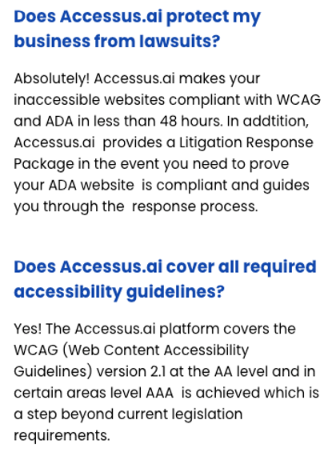 Does Accessus.ai protect my
business from lawsuits?
Absolutely! Accessus.ai makes your
inaccessible websites compliant with WCAG
and ADA in less than 48 hours. In addtition,
Accessus.ai provides a Litigation Response
Package in the event you need to prove
your ADA website is compliant and guides
you through the response process.
Does Accessus.ai cover all required
accessibility guidelines?
Yes! The Accessus.ai platform covers the
WCAG (Web Content Accessibility
Guidelines) version 2.1 at the AA level and in
certain areas level AAA is achieved which is
a step beyond current legislation
requirements.